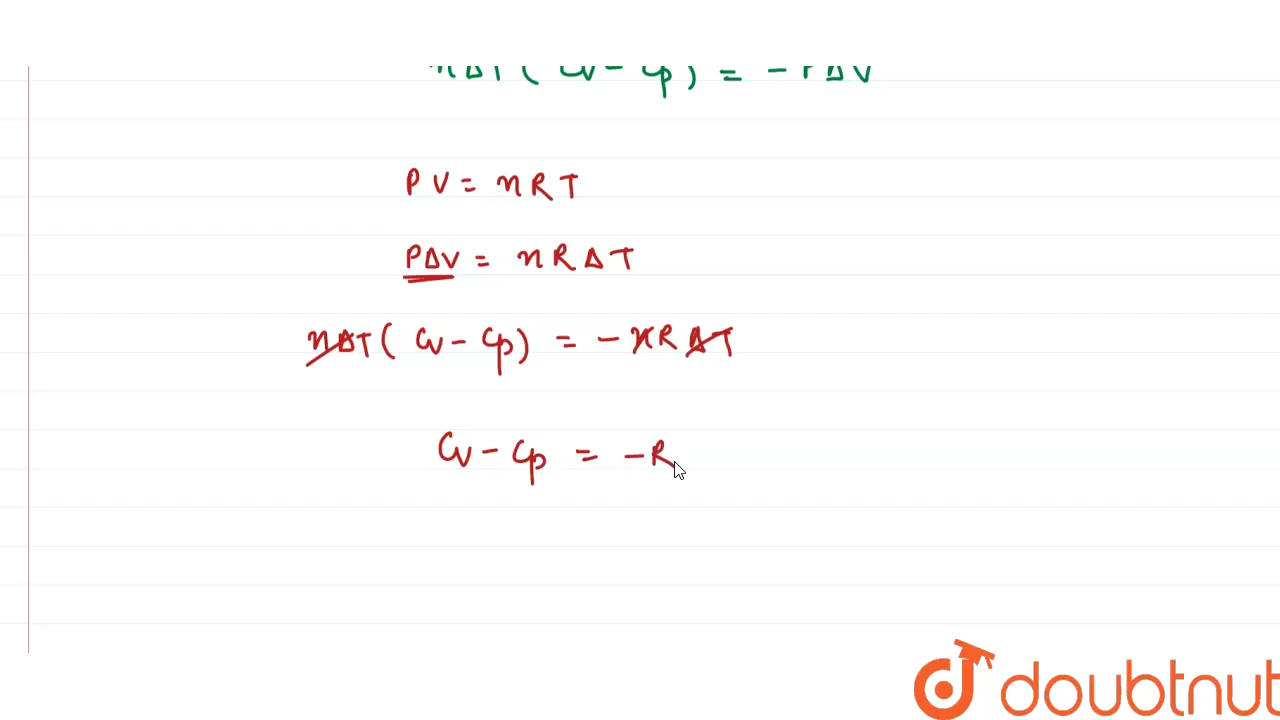 nΔT ( Cv - Cp ) = - PΔV
PV = nRT
PΔV = nRΔT
nΔT ( Cv - Cp ) = - nRΔT
Cv - Cp = - R
doubtnut